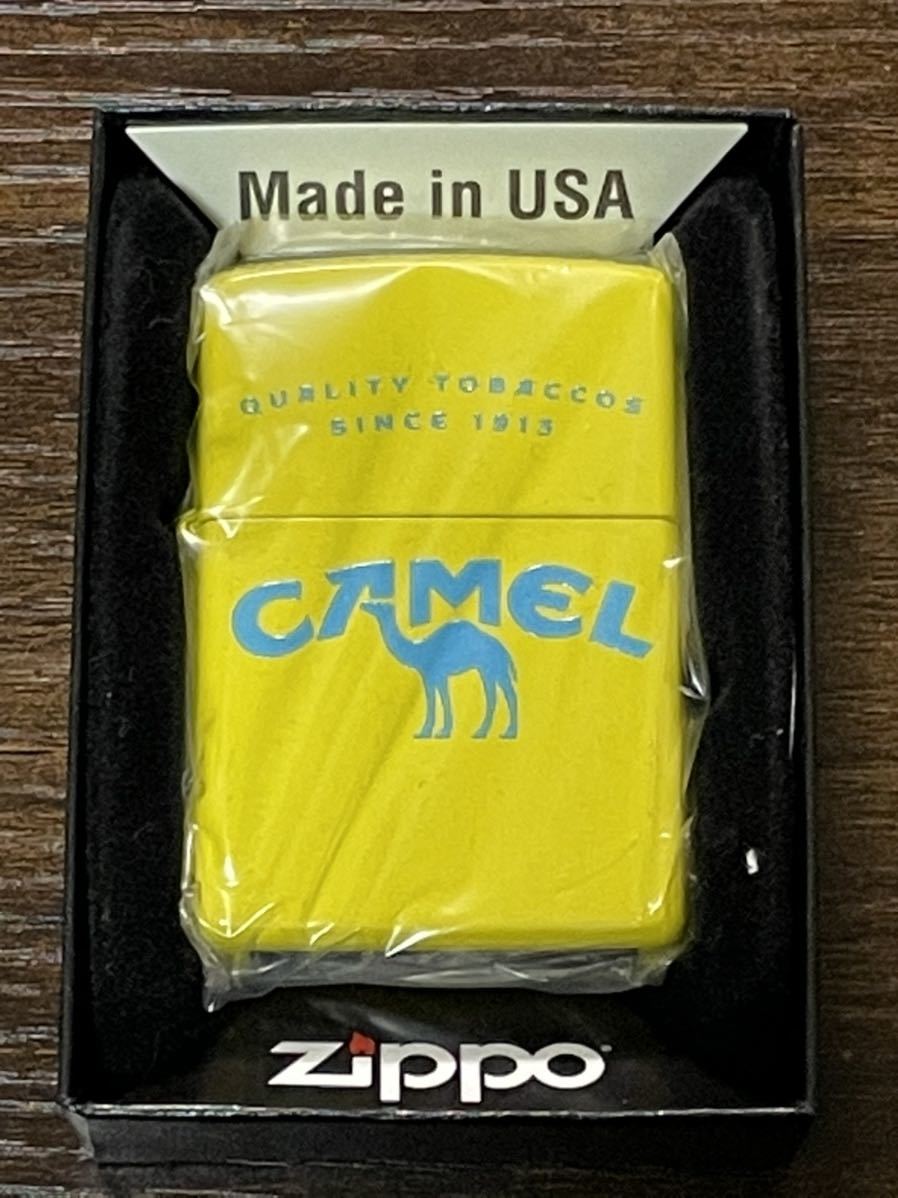 Made in USA
QUALITY TOBACCOS
SINCE 1913
CAMEL
zippo